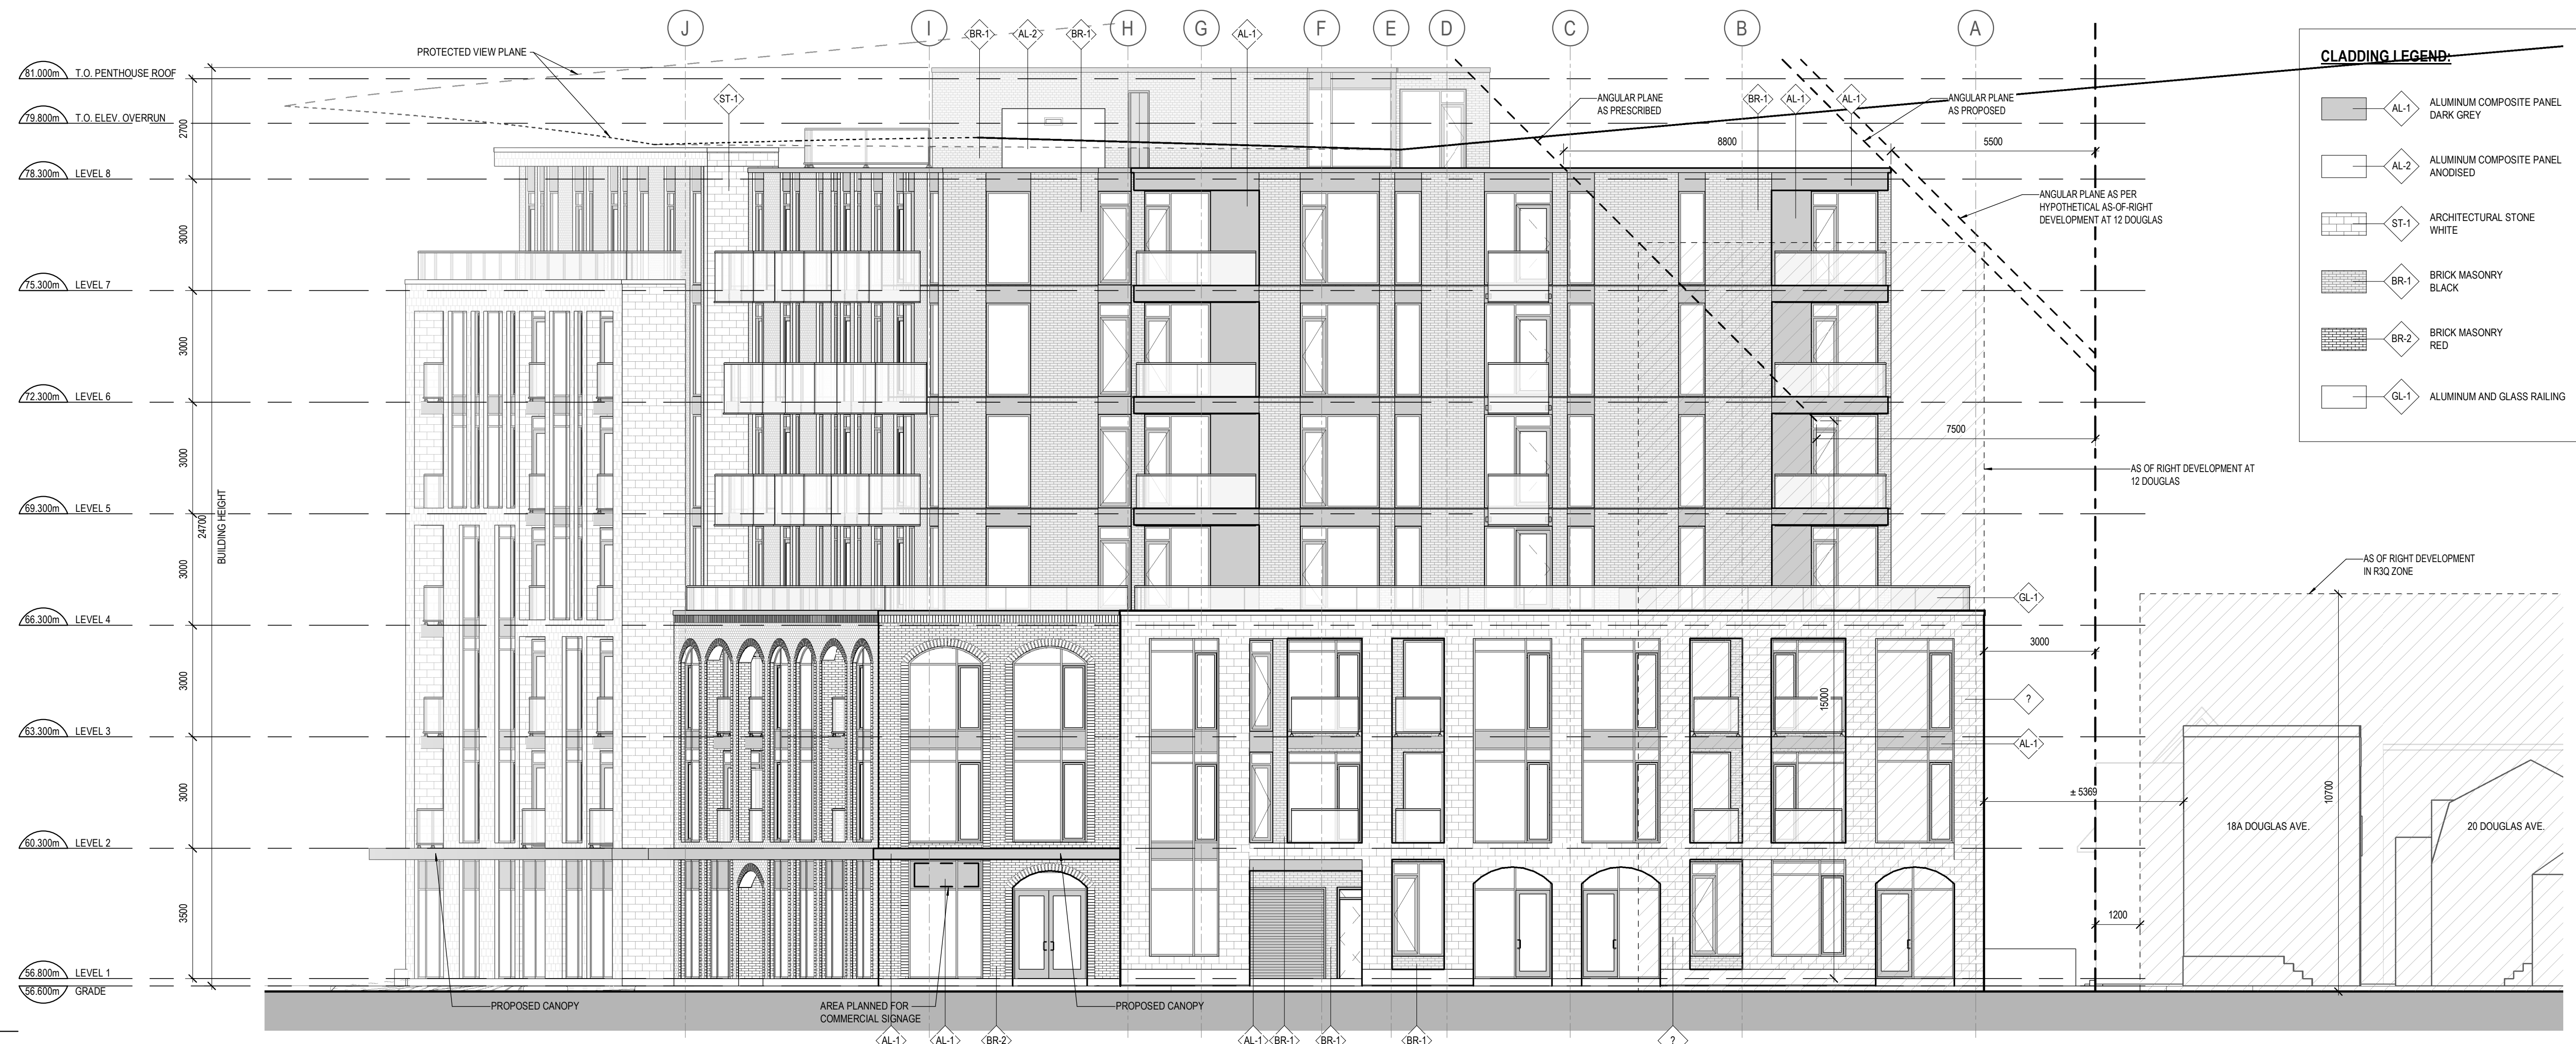 J
I
H
G
F
E
D
C
B
A
BR-1
AL-2
BR-1
AL-1
PROTECTED VIEW PLANE
81.000m T.O. PENTHOUSE ROOF
79.800m T.O. ELEV. OVERRUN
78.300m LEVEL 8
75.300m LEVEL 7
72.300m LEVEL 6
69.300m LEVEL 5
66.300m LEVEL 4
63.300m LEVEL 3
60.300m LEVEL 2
56.800m LEVEL 1
56.600m GRADE
2700
3000
3000
3000
3000
3000
3000
3500
24700
BUILDING HEIGHT
ST-1
ANGULAR PLANE
AS PRESCRIBED
BR-1
AL-1
AL-1
ANGULAR PLANE
AS PROPOSED
8800
5500
ANGULAR PLANE AS PER
HYPOTHETICAL AS-OF-RIGHT
DEVELOPMENT AT 12 DOUGLAS
7500
AS OF RIGHT DEVELOPMENT AT
12 DOUGLAS
AS OF RIGHT DEVELOPMENT
IN R3Q ZONE
GL-1
3000
?
AL-1
15000
± 5369
10700
18A DOUGLAS AVE.
20 DOUGLAS AVE.
1200
PROPOSED CANOPY
AREA PLANNED FOR
COMMERCIAL SIGNAGE
PROPOSED CANOPY
AL-1
AL-1
BR-2
AL-1
BR-1
BR-1
BR-1
?
CLADDING LEGEND:
AL-1 ALUMINUM COMPOSITE PANEL
DARK GREY
AL-2 ALUMINUM COMPOSITE PANEL
ANODISED
ST-1 ARCHITECTURAL STONE
WHITE
BR-1 BRICK MASONRY
BLACK
BR-2 BRICK MASONRY
RED
GL-1 ALUMINUM AND GLASS RAILING